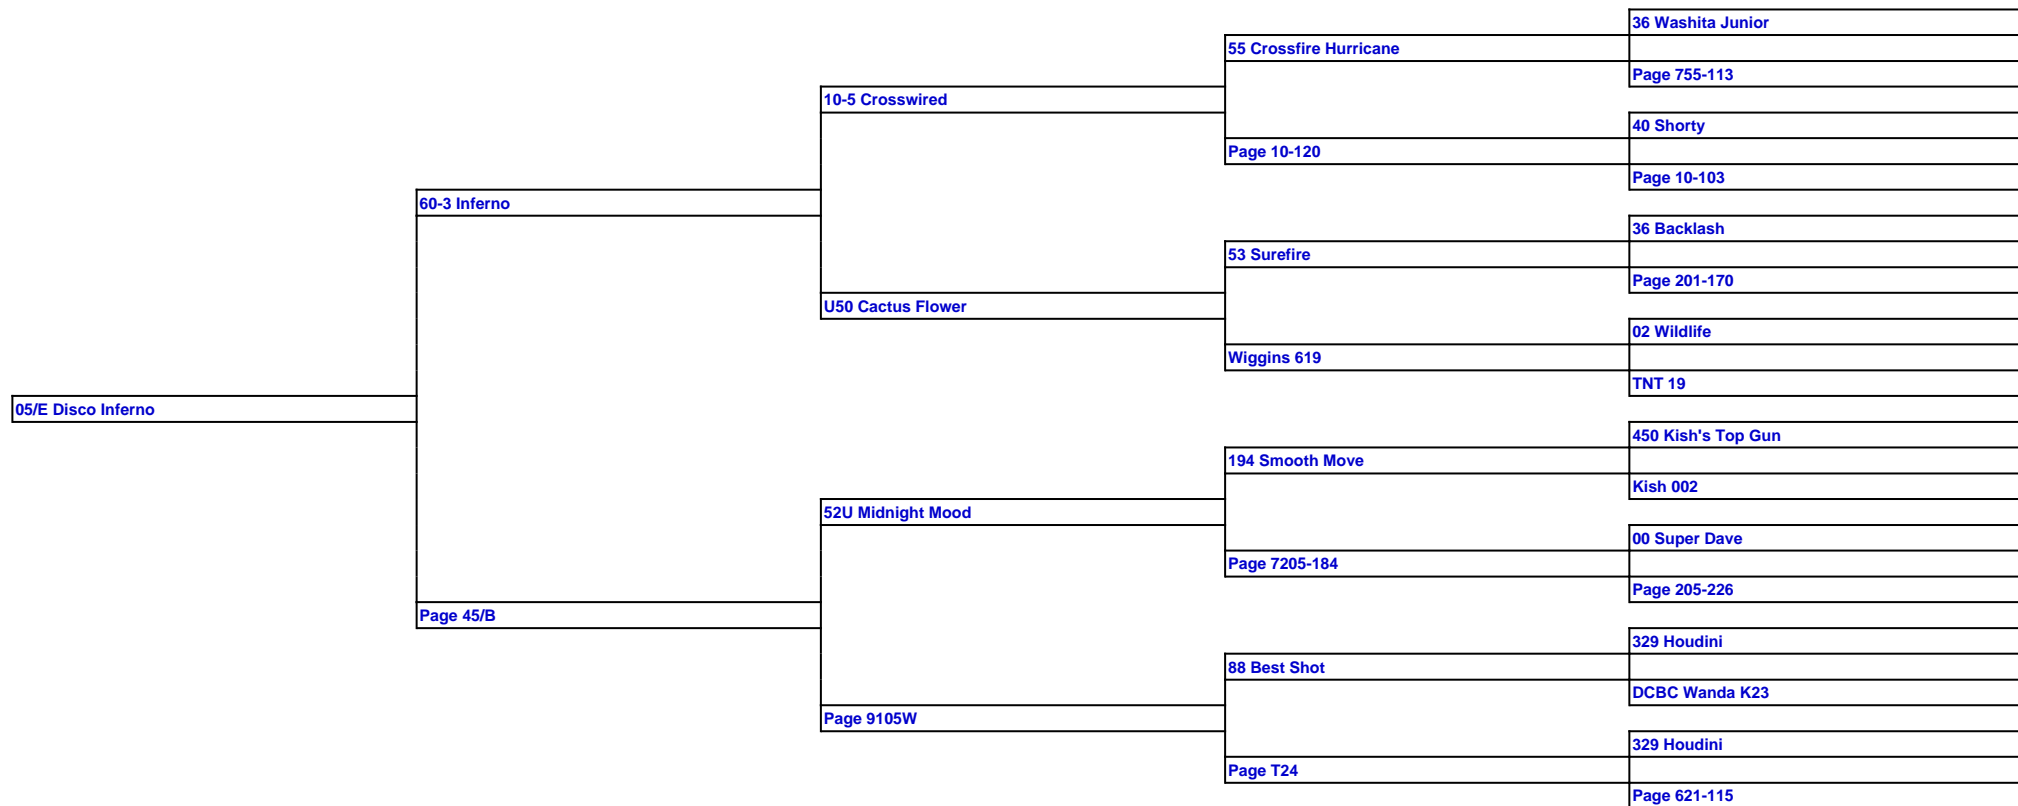 36 Washita Junior
55 Crossfire Hurricane
Page 755-113
10-5 Crosswired
40 Shorty
Page 10-120
Page 10-103
60-3 Inferno
36 Backlash
53 Surefire
Page 201-170
U50 Cactus Flower
02 Wildlife
Wiggins 619
TNT 19
05/E Disco Inferno
450 Kish's Top Gun
194 Smooth Move
Kish 002
52U Midnight Mood
00 Super Dave
Page 7205-184
Page 205-226
Page 45/B
329 Houdini
88 Best Shot
DCBC Wanda K23
Page 9105W
329 Houdini
Page T24
Page 621-115